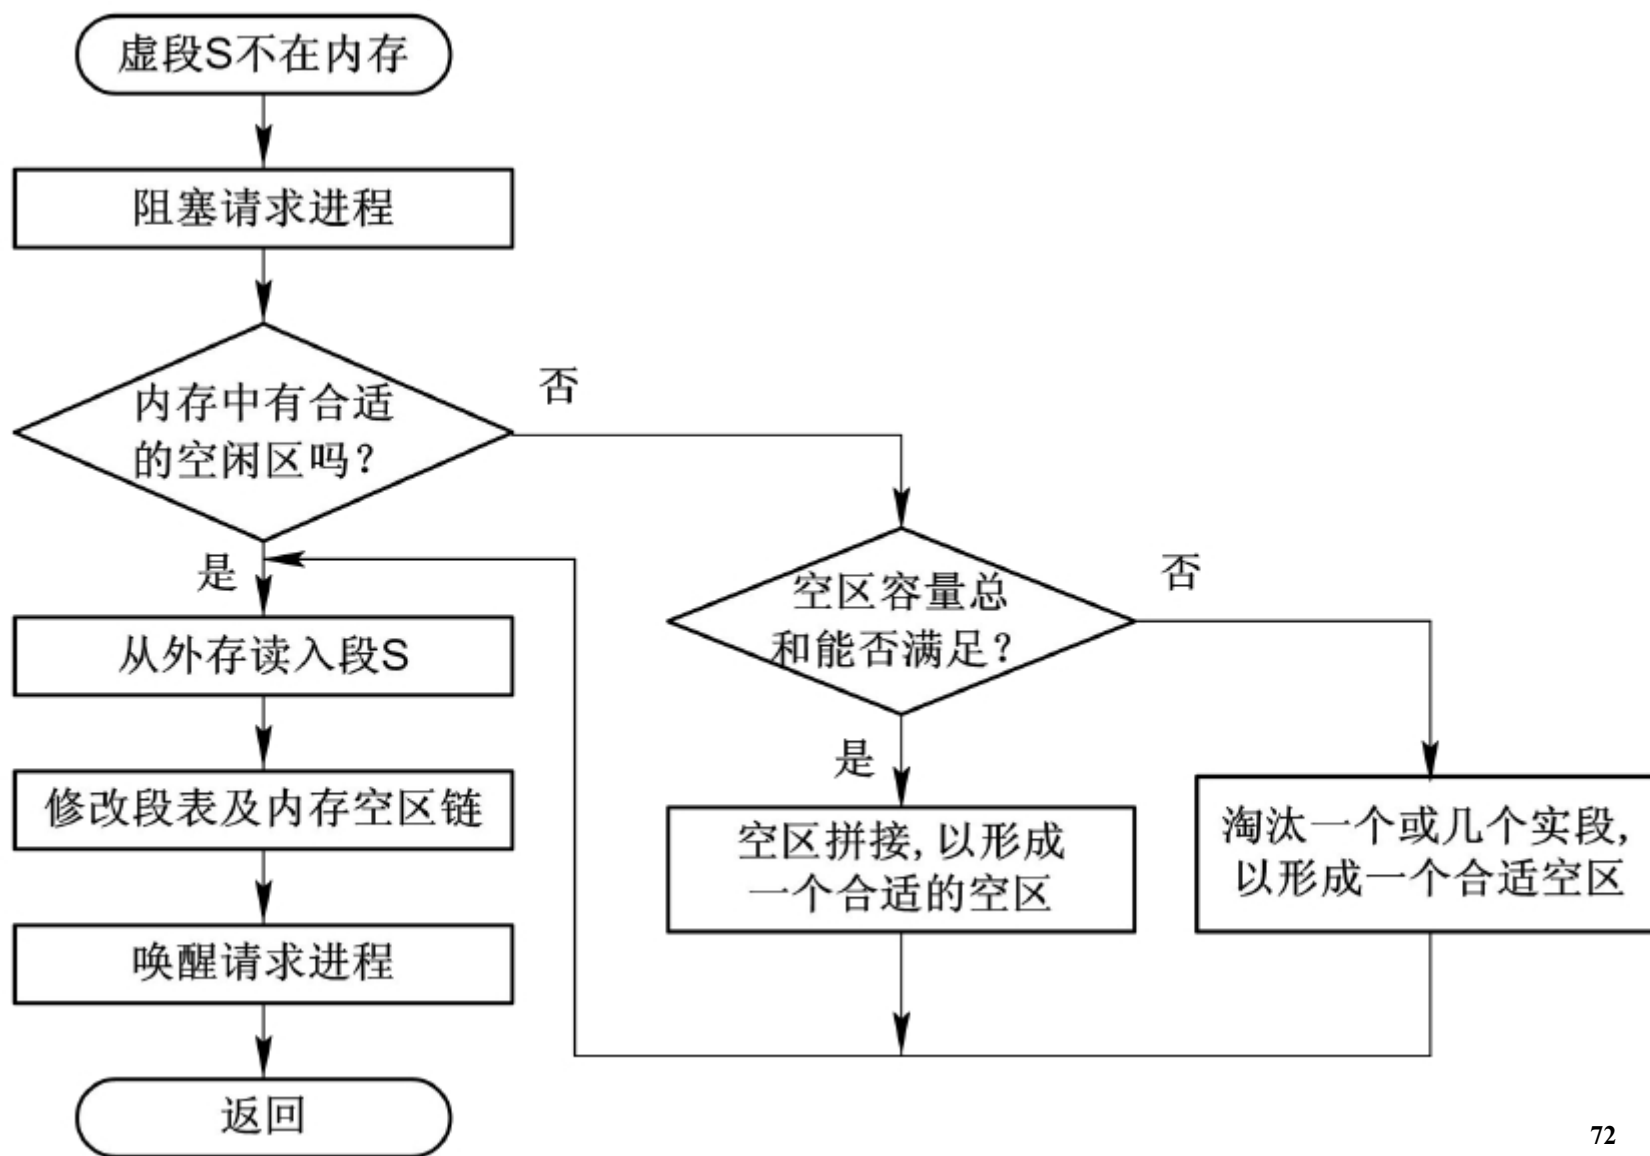 虚段S不在内存
阻塞请求进程
内存中有合适
的空闲区吗?
否
是
从外存读入段S
修改段表及内存空区链
唤醒请求进程
返回
空区容量总
和能否满足?
否
是
空区拼接,以形成
一个合适的空区
淘汰一个或几个实段,
以形成一个合适空区
72